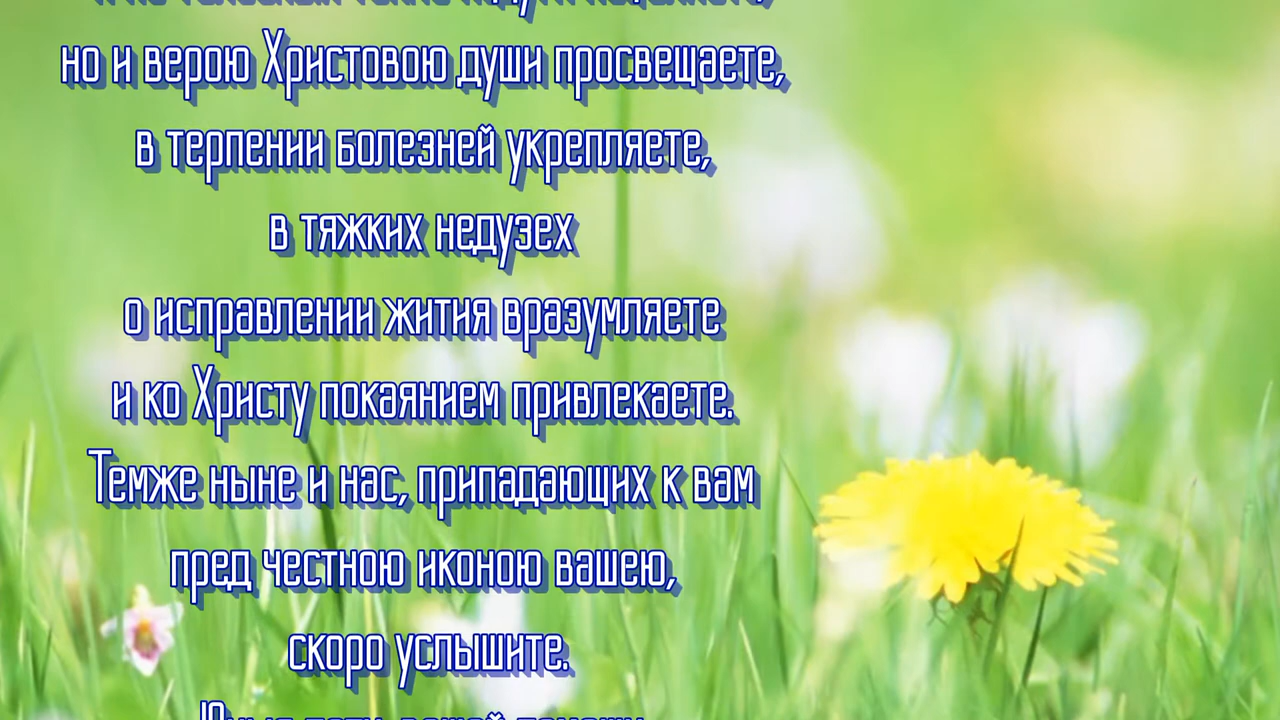 но и верою Христовою души просвещаете,
в терпении болезней укрепляете,
в тяжких недузех
о исправлении жития вразумляете
и ко Христу покаянием привлекаете.
Темже ныне и нас, припадающих к вам
пред честною иконою вашею,
скоро услышите.